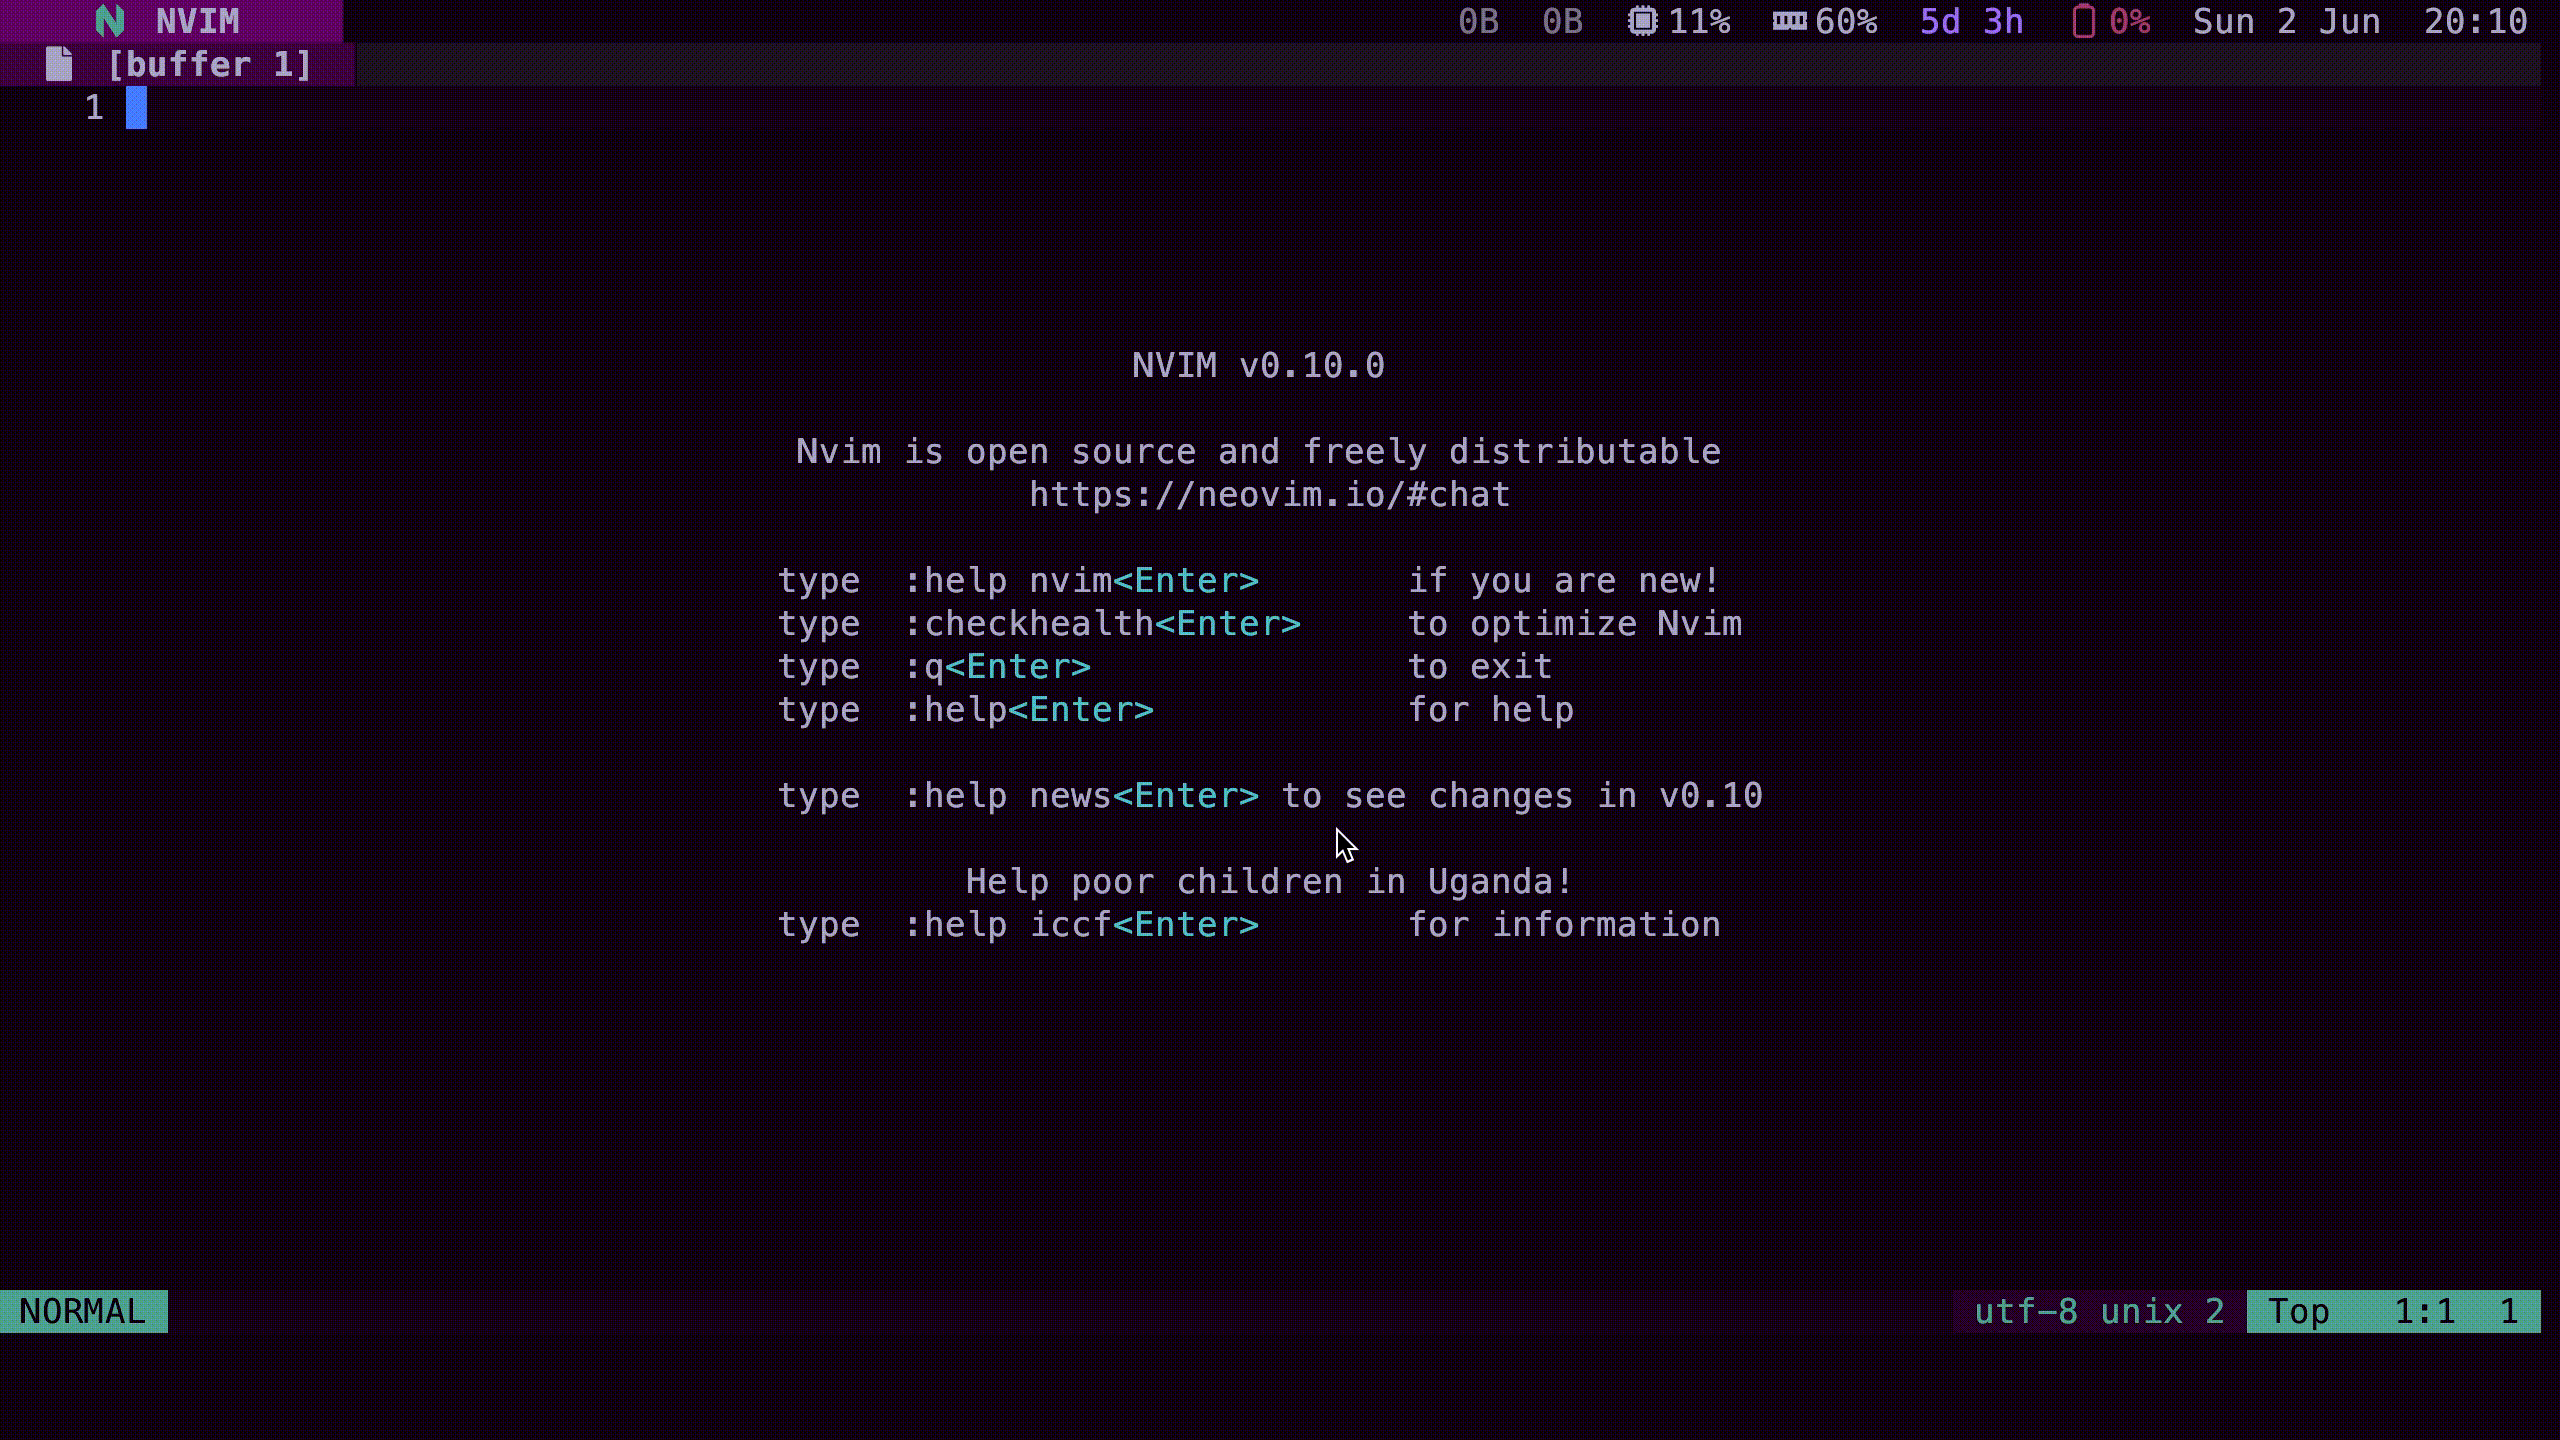 NVIM 0B 0B 11% 60% 5d 3h 0% Sun 2 Jun 20:10
[buffer 1]
1
NVIM v0.10.0
Nvim is open source and freely distributable
https://neovim.io/#chat
type :help nvim<Enter> if you are new!
type :checkhealth<Enter> to optimize Nvim
type :q<Enter> to exit
type :help<Enter> for help
type :help news<Enter> to see changes in v0.10
Help poor children in Uganda!
type :help iccf<Enter> for information
NORMAL utf-8 unix 2 Top 1:1 1